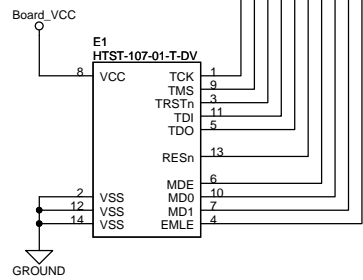 Board_VCC
E1
HTST-107-01-T-DV
8 VCC TCK 1
TMS 9
TRSTn 3
TDI 11
TDO 5
RESn 13
MDE 6
2 VSS MD0 10
12 VSS MD1 7
14 VSS EMLE 4
GROUND